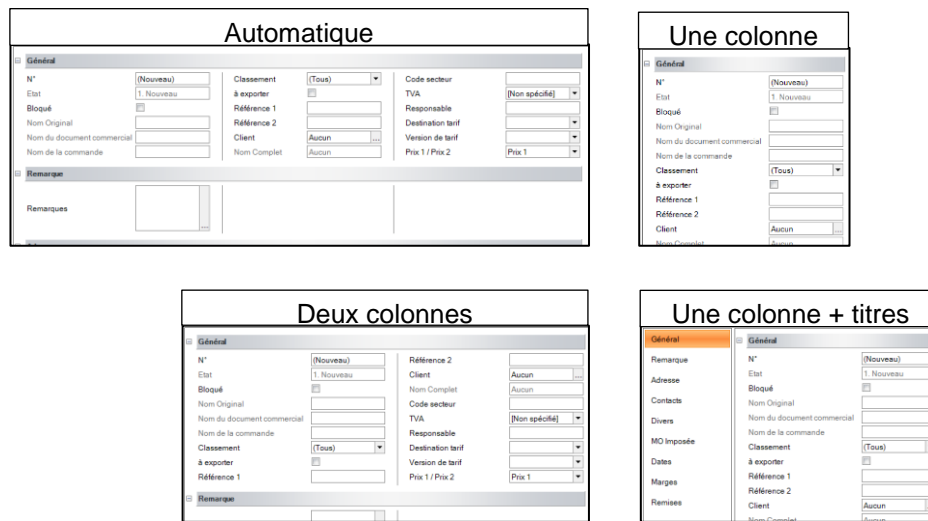 Automatique
Général
N° (Nouveau) Classement (Tous) Code secteur
Etat 1. Nouveau à exporter TVA [Non spécifié]
Bloqué Référence 1 Responsable
Nom Original Référence 2 Destination tarif
Nom du document commercial Client Aucun ... Version de tarif
Nom de la commande Nom Complet Aucun Prix 1 / Prix 2 Prix 1
Remarque
Remarques ...
Une colonne
Général
N° (Nouveau)
Etat 1. Nouveau
Bloqué
Nom Original
Nom du document commercial
Nom de la commande
Classement (Tous)
à exporter
Référence 1
Référence 2
Client Aucun ...
Nom Complet Aucun
Deux colonnes
Général
N° (Nouveau) Référence 2
Etat 1. Nouveau Client Aucun ...
Bloqué Nom Complet Aucun
Nom Original Code secteur
Nom du document commercial TVA [Non spécifié]
Nom de la commande Responsable
Classement (Tous) Destination tarif
à exporter Version de tarif
Référence 1 Prix 1 / Prix 2 Prix 1
Remarque
Une colonne + titres
Général
Remarque
Adresse
Contacts
Divers
MO Imposée
Dates
Marges
Remises
Général
N° (Nouveau)
Etat 1. Nouveau
Bloqué
Nom Original
Nom du document commercial
Nom de la commande
Classement (Tous)
à exporter
Référence 1
Référence 2
Client Aucun
Nom Complet Aucun